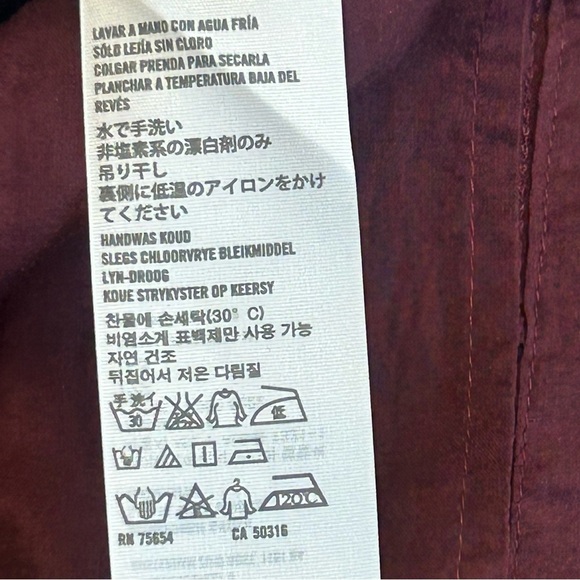 LAVAR A MANO CON AGUA FRÍA
SÓLO LEJÍA SIN CLORO
COLGAR PRENDA PARA SECARLA
PLANCHAR A TEMPERATURA BAJA DEL
REVÉS
水で手洗い
非塩素系の漂白剤のみ
吊り干し
裏側に低温のアイロンをかけ
てください
HANDWAS KOUD
SLEGS CHLOORVRYE BLEIKMIDDEL
LYN-DROOG
KOUE STRYKYSTER OP KEERSY
찬물에 손세탁(30° C)
비염소계 표백제만 사용 가능
자연 건조
뒤집어서 저온 다림질
手洗イ
30
低
120°C
RN 75654 CA 50316